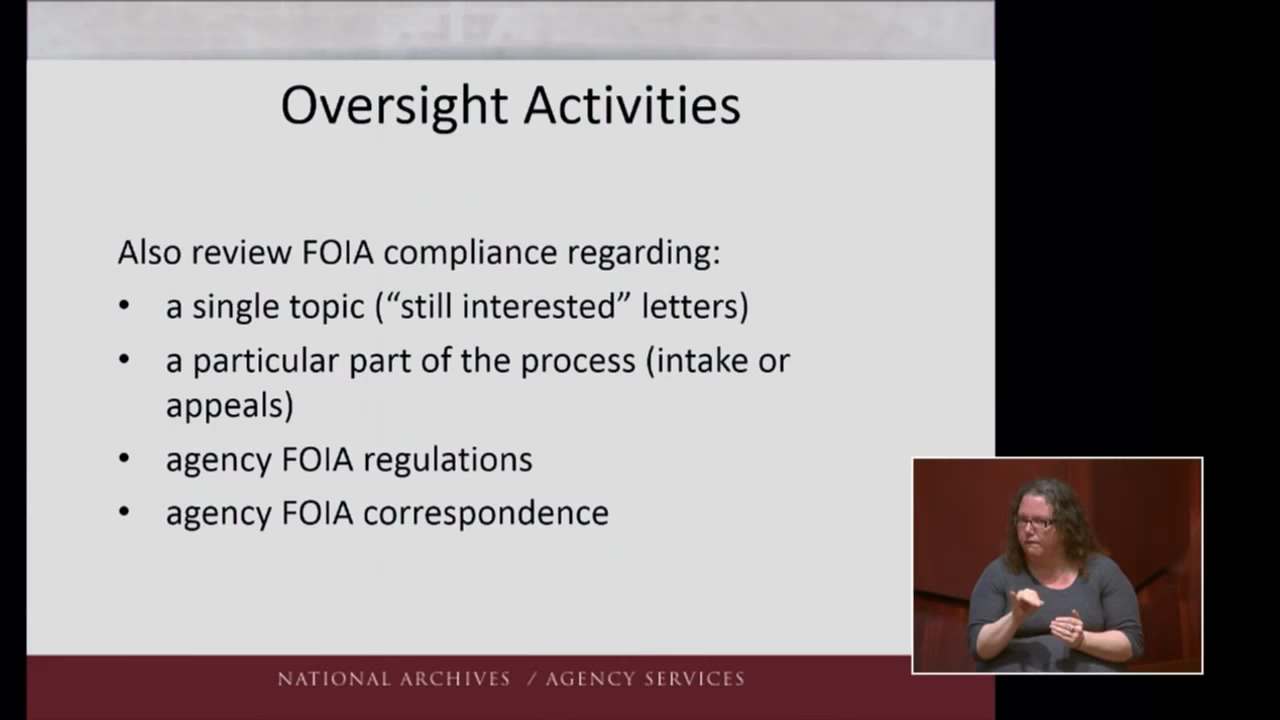 Oversight Activities
Also review FOIA compliance regarding:
• a single topic (“still interested” letters)
• a particular part of the process (intake or
appeals)
• agency FOIA regulations
• agency FOIA correspondence
NATIONAL ARCHIVES / AGENCY SERVICES